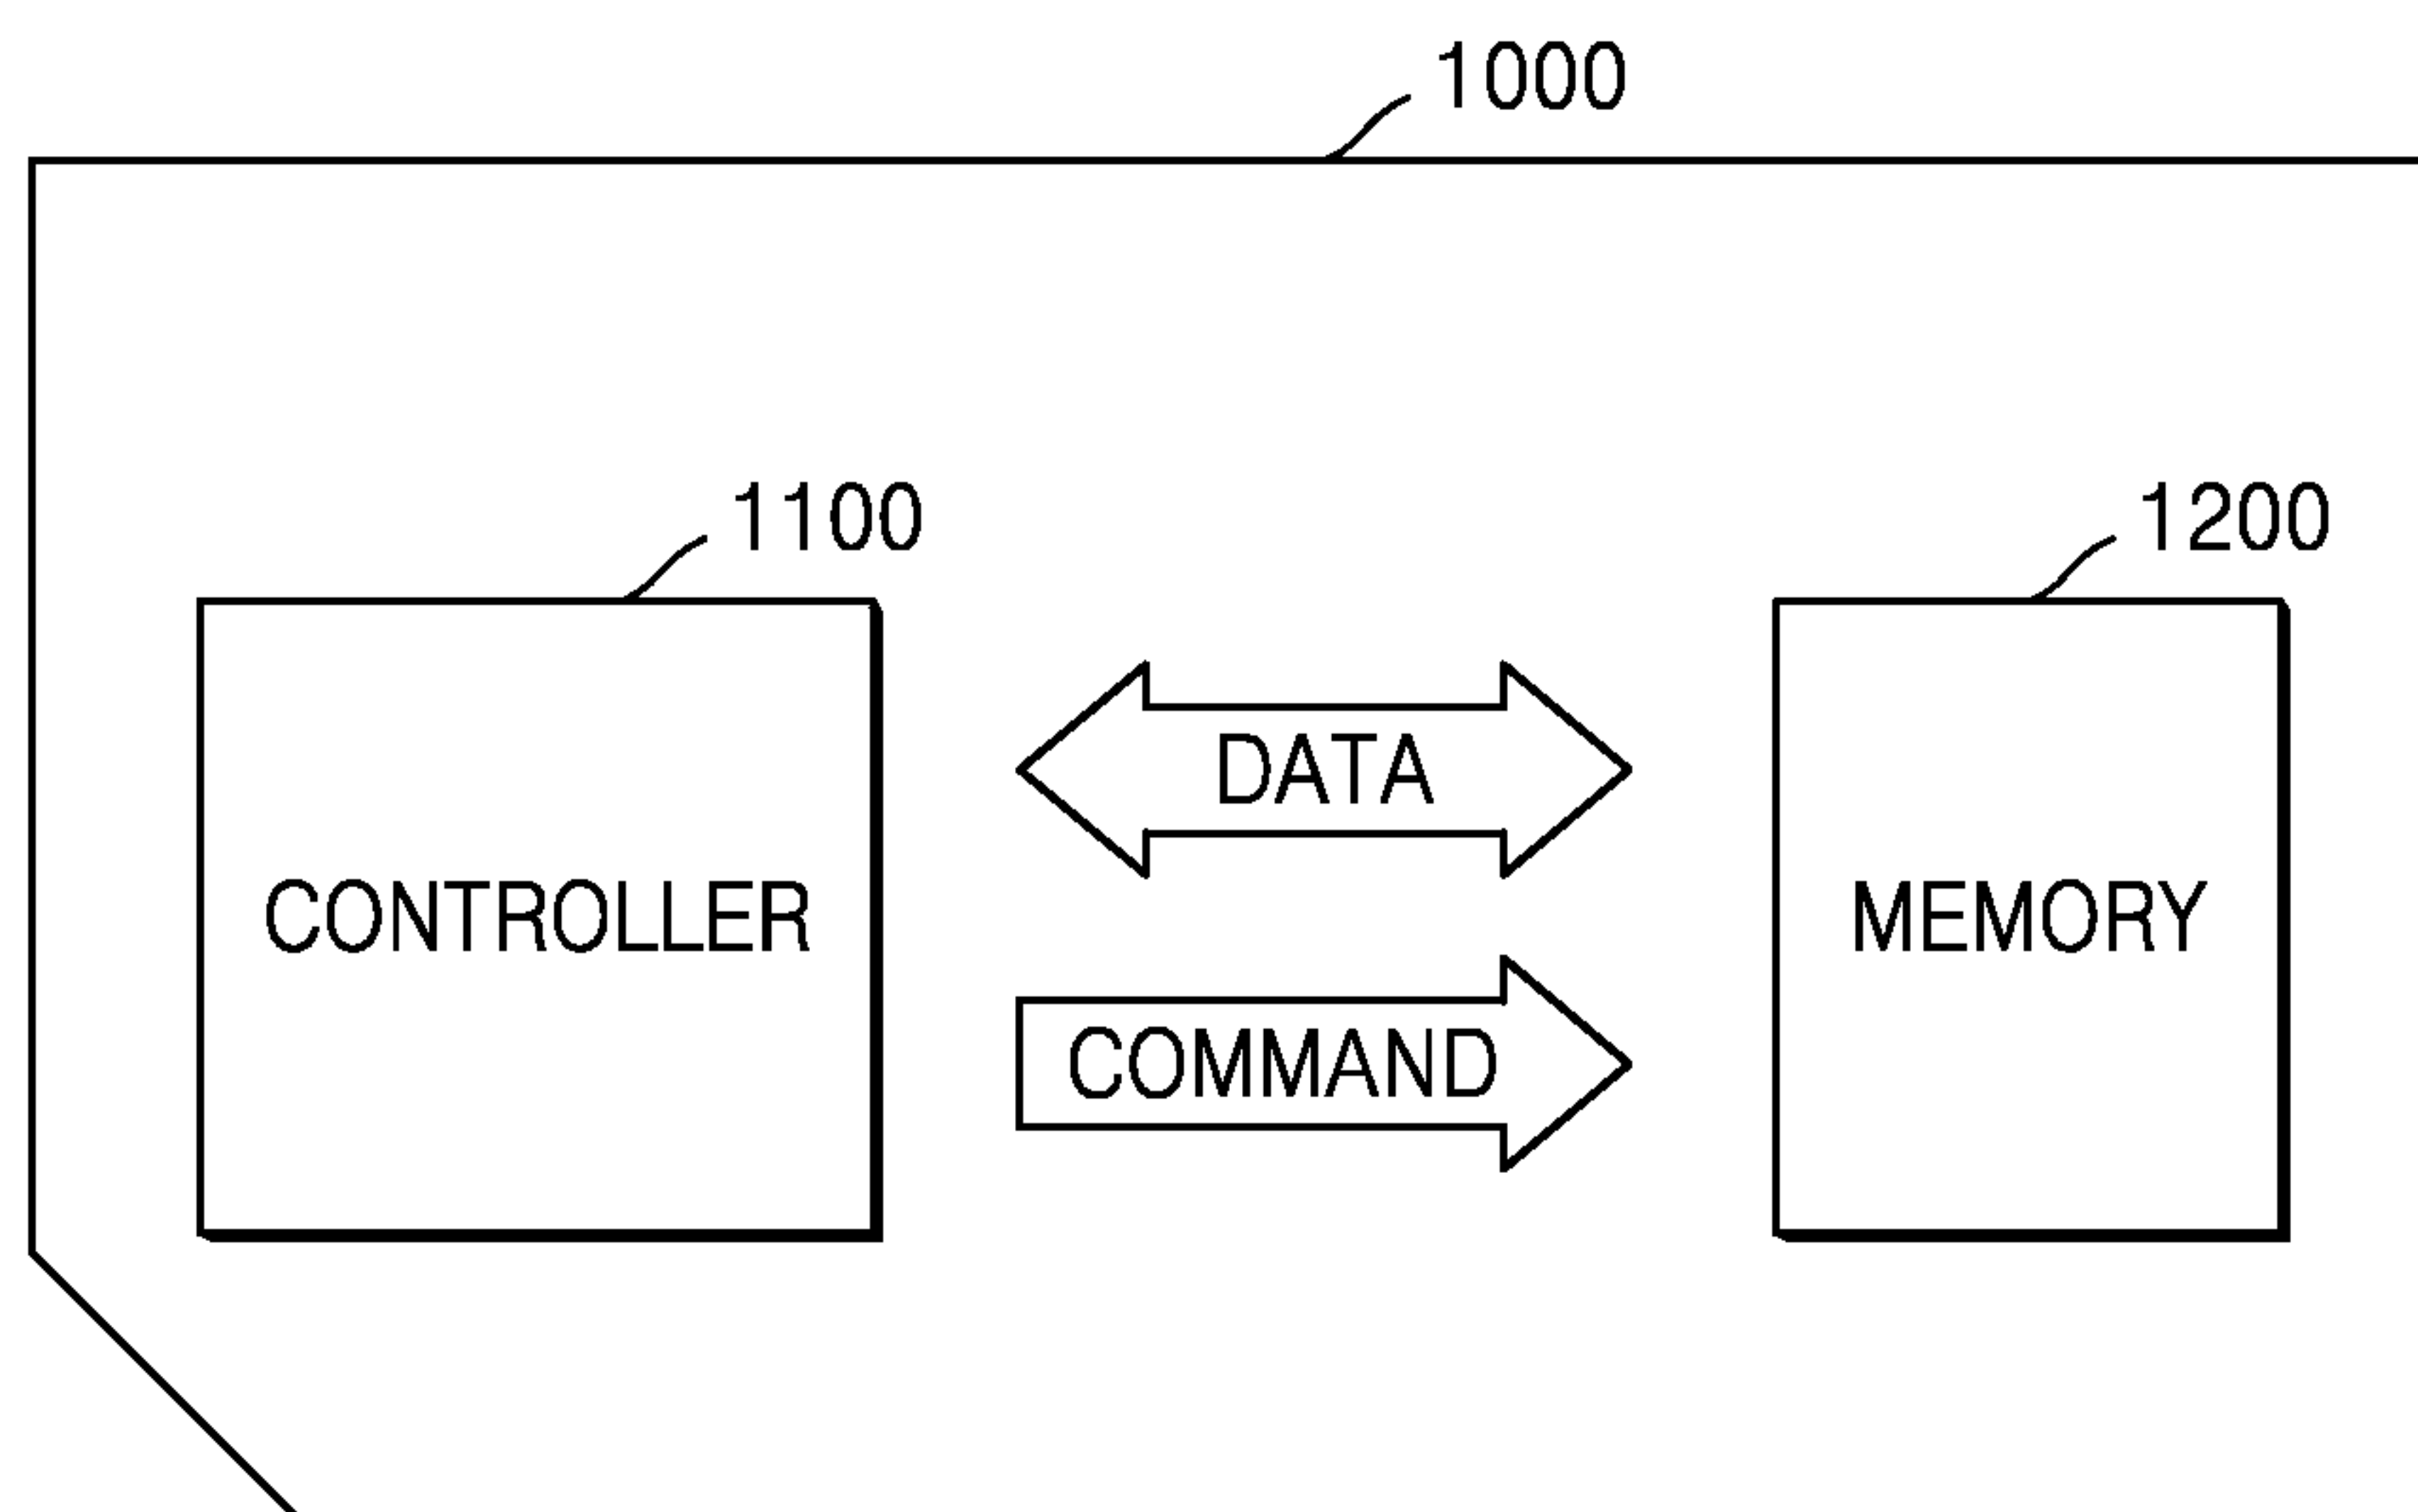 1000
1100
1200
DATA
CONTROLLER
MEMORY
COMMAND